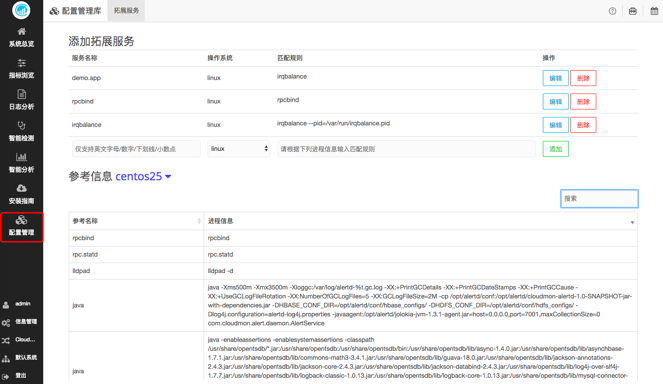 配置管理库
拓展服务
系统总览
指标浏览
日志分析
智能检测
智能分析
安装指南
配置管理
admin
信息管理
Cloud...
默认系统
登出
添加拓展服务
服务名称 操作系统 匹配规则 操作
demo.app linux irqbalance 编辑 删除
rpcbind linux rpcbind 编辑 删除
irqbalance linux irqbalance --pid=/var/run/irqbalance.pid 编辑 删除
仅支持英文字母/数字/下划线/小数点 linux 请根据下列进程信息输入匹配规则 添加
参考信息 centos25
搜索
参考名称 进程信息
rpcbind rpcbind
rpc.statd rpc.statd
lldpad lldpad -d
java java -Xms500m -Xmx3500m -Xloggc:/var/log/alertd-%t.gc.log -XX:+PrintGCDetails -XX:+PrintGCDateStamps -XX:+PrintGCCause -
XX:+UseGCLogFileRotation -XX:NumberOfGCLogFiles=5 -XX:GCLogFileSize=2M -cp /opt/alertd/conf:/opt/alertd/cloudmon-alertd-1.0-SNAPSHOT-jar-
with-dependencies.jar -DHBASE_CONF_DIR=/opt/alertd/conf/hbase_configs/ -DHDFS_CONF_DIR=/opt/alertd/conf/hdfs_configs/ -
Dlog4j.configuration=alertd-log4j.properties -javaagent:/opt/alertd/jolokia-jvm-1.3.1-agent.jar=host=0.0.0.0,port=7001,maxCollectionSize=0
com.cloudmon.alert.daemon.AlertService
java java -enableassertions -enablesystemassertions -classpath
/usr/share/opentsdb/*.jar:/usr/share/opentsdb:/usr/share/opentsdb/bin:/usr/share/opentsdb/lib/async-1.4.0.jar:/usr/share/opentsdb/lib/asynchbase-
1.7.1.jar:/usr/share/opentsdb/lib/commons-math3-3.4.1.jar:/usr/share/opentsdb/lib/guava-18.0.jar:/usr/share/opentsdb/lib/jackson-annotations-
2.4.3.jar:/usr/share/opentsdb/lib/jackson-core-2.4.3.jar:/usr/share/opentsdb/lib/jackson-databind-2.4.3.jar:/usr/share/opentsdb/lib/log4j-over-slf4j-
1.7.7.jar:/usr/share/opentsdb/lib/logback-classic-1.0.13.jar:/usr/share/opentsdb/lib/logback-core-1.0.13.jar:/usr/share/opentsdb/lib/mysql-connector-